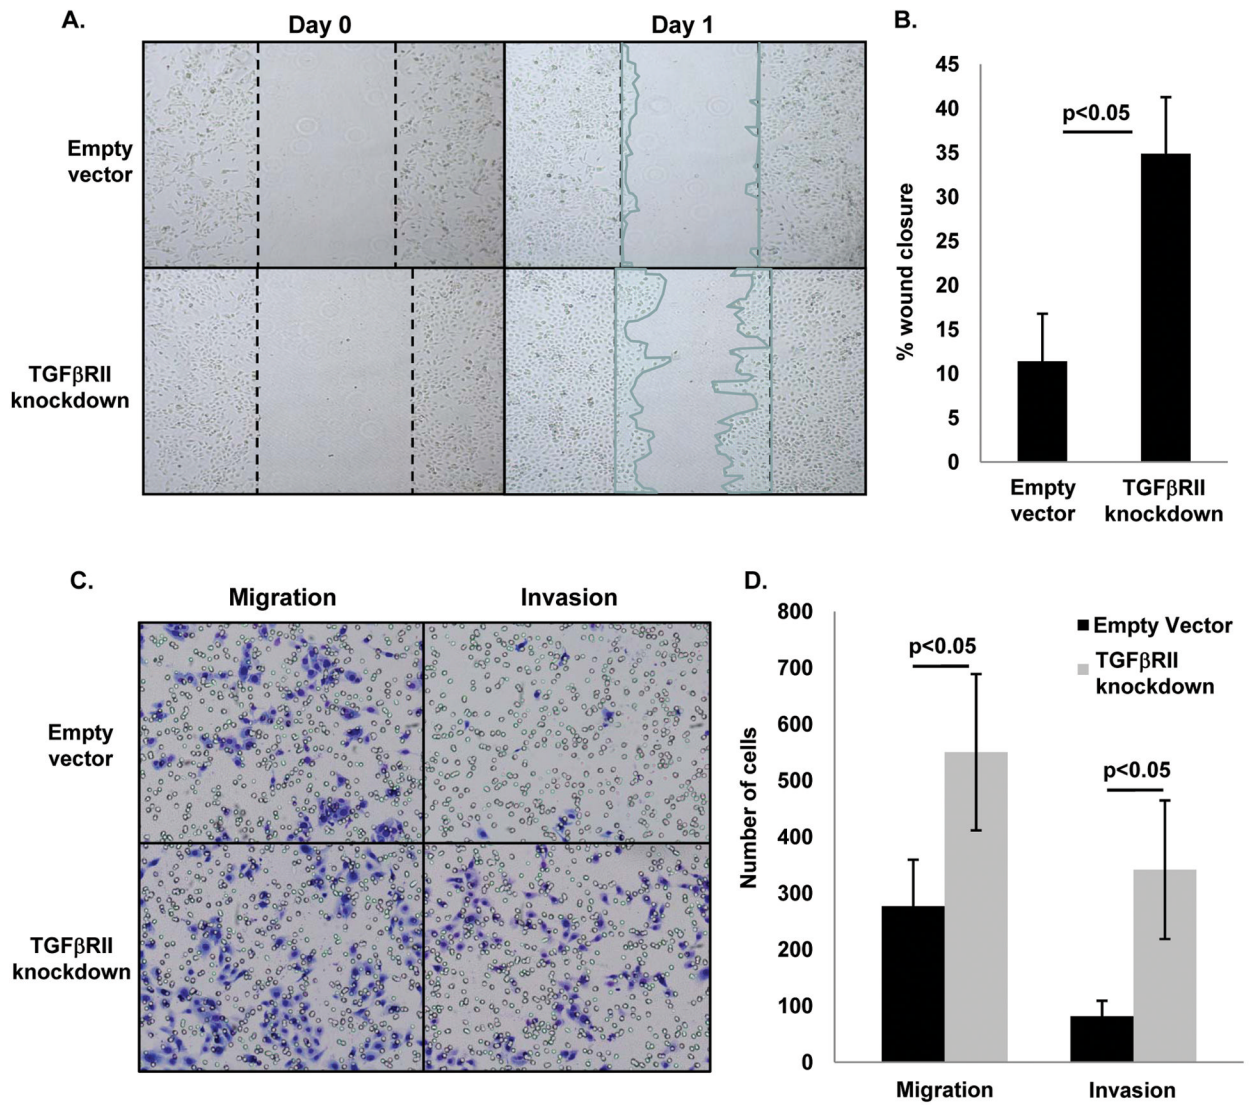 A.
Day 0
Day 1
Empty
vector
TGFβRII
knockdown
B.
45
40
35
30
25
20
15
10
5
0
% wound closure
p<0.05
Empty
vector
TGFβRII
knockdown
C.
Migration
Invasion
Empty
vector
TGFβRII
knockdown
D.
800
700
600
500
400
300
200
100
0
Number of cells
p<0.05
p<0.05
Empty Vector
TGFβRII
knockdown
Migration
Invasion